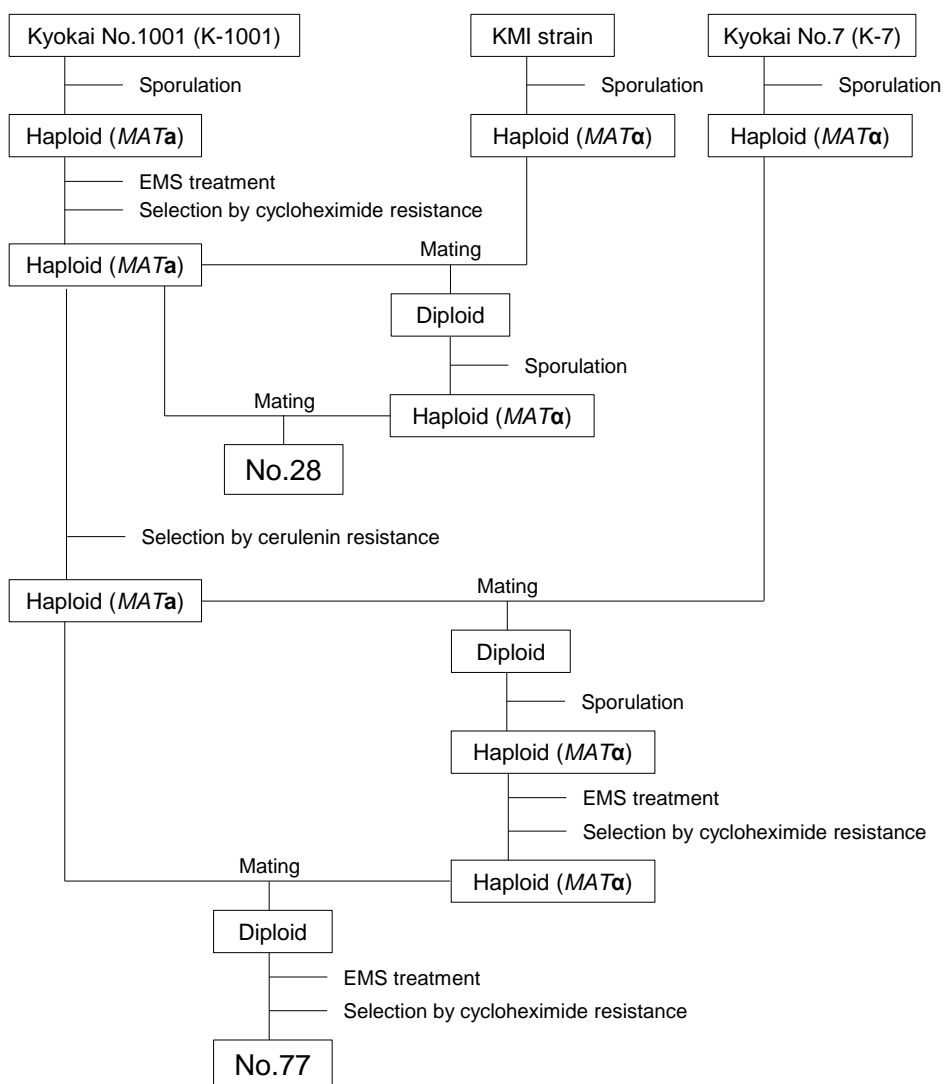 Kyokai No.1001 (K-1001)
KMI strain
Kyokai No.7 (K-7)
Sporulation
Sporulation
Sporulation
Haploid (MATa)
Haploid (MATα)
Haploid (MATα)
EMS treatment
Selection by cycloheximide resistance
Haploid (MATa)
Mating
Diploid
Sporulation
Mating
Haploid (MATα)
No.28
Selection by cerulenin resistance
Haploid (MATa)
Mating
Diploid
Sporulation
Haploid (MATα)
EMS treatment
Selection by cycloheximide resistance
Mating
Haploid (MATα)
Diploid
EMS treatment
Selection by cycloheximide resistance
No.77